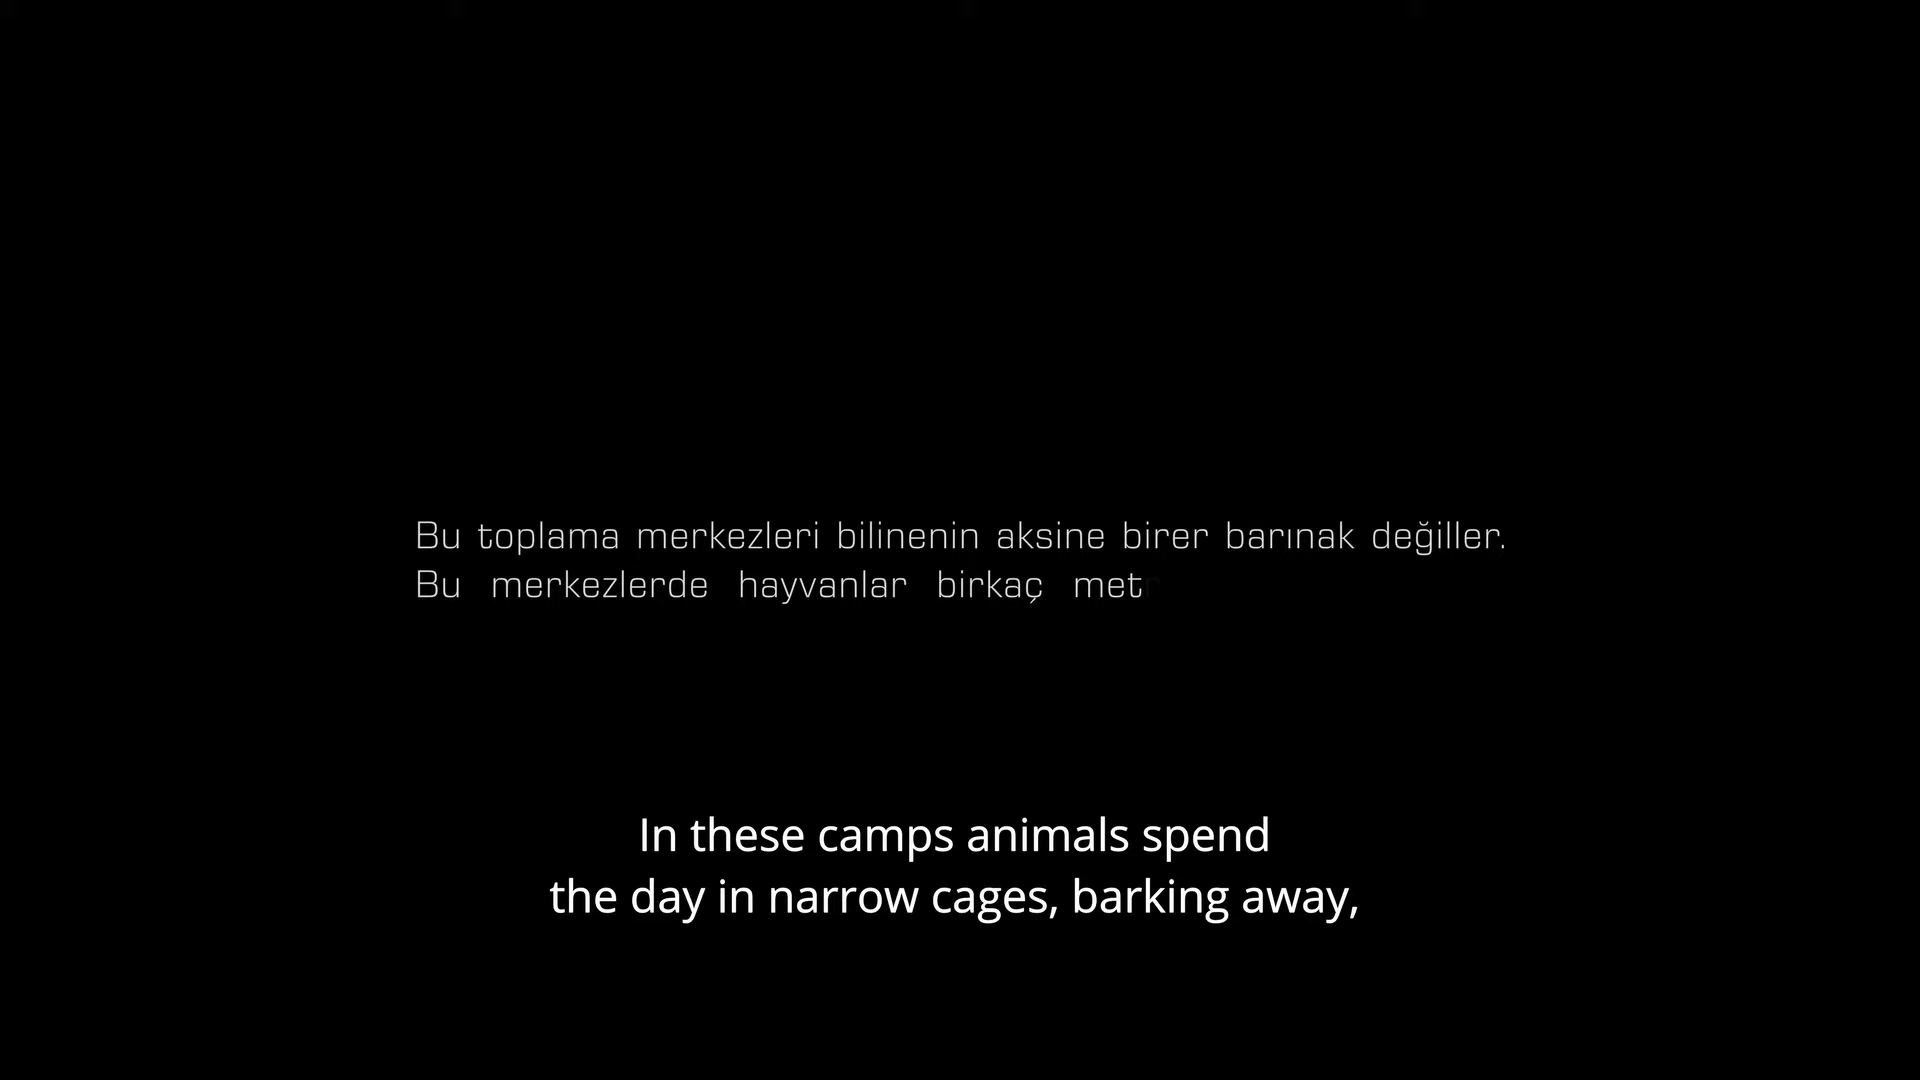 Bu toplama merkezleri bilinenin aksine birer barınak değiller.
Bu merkezlerde hayvanlar birkaç metr
In these camps animals spend
the day in narrow cages, barking away,